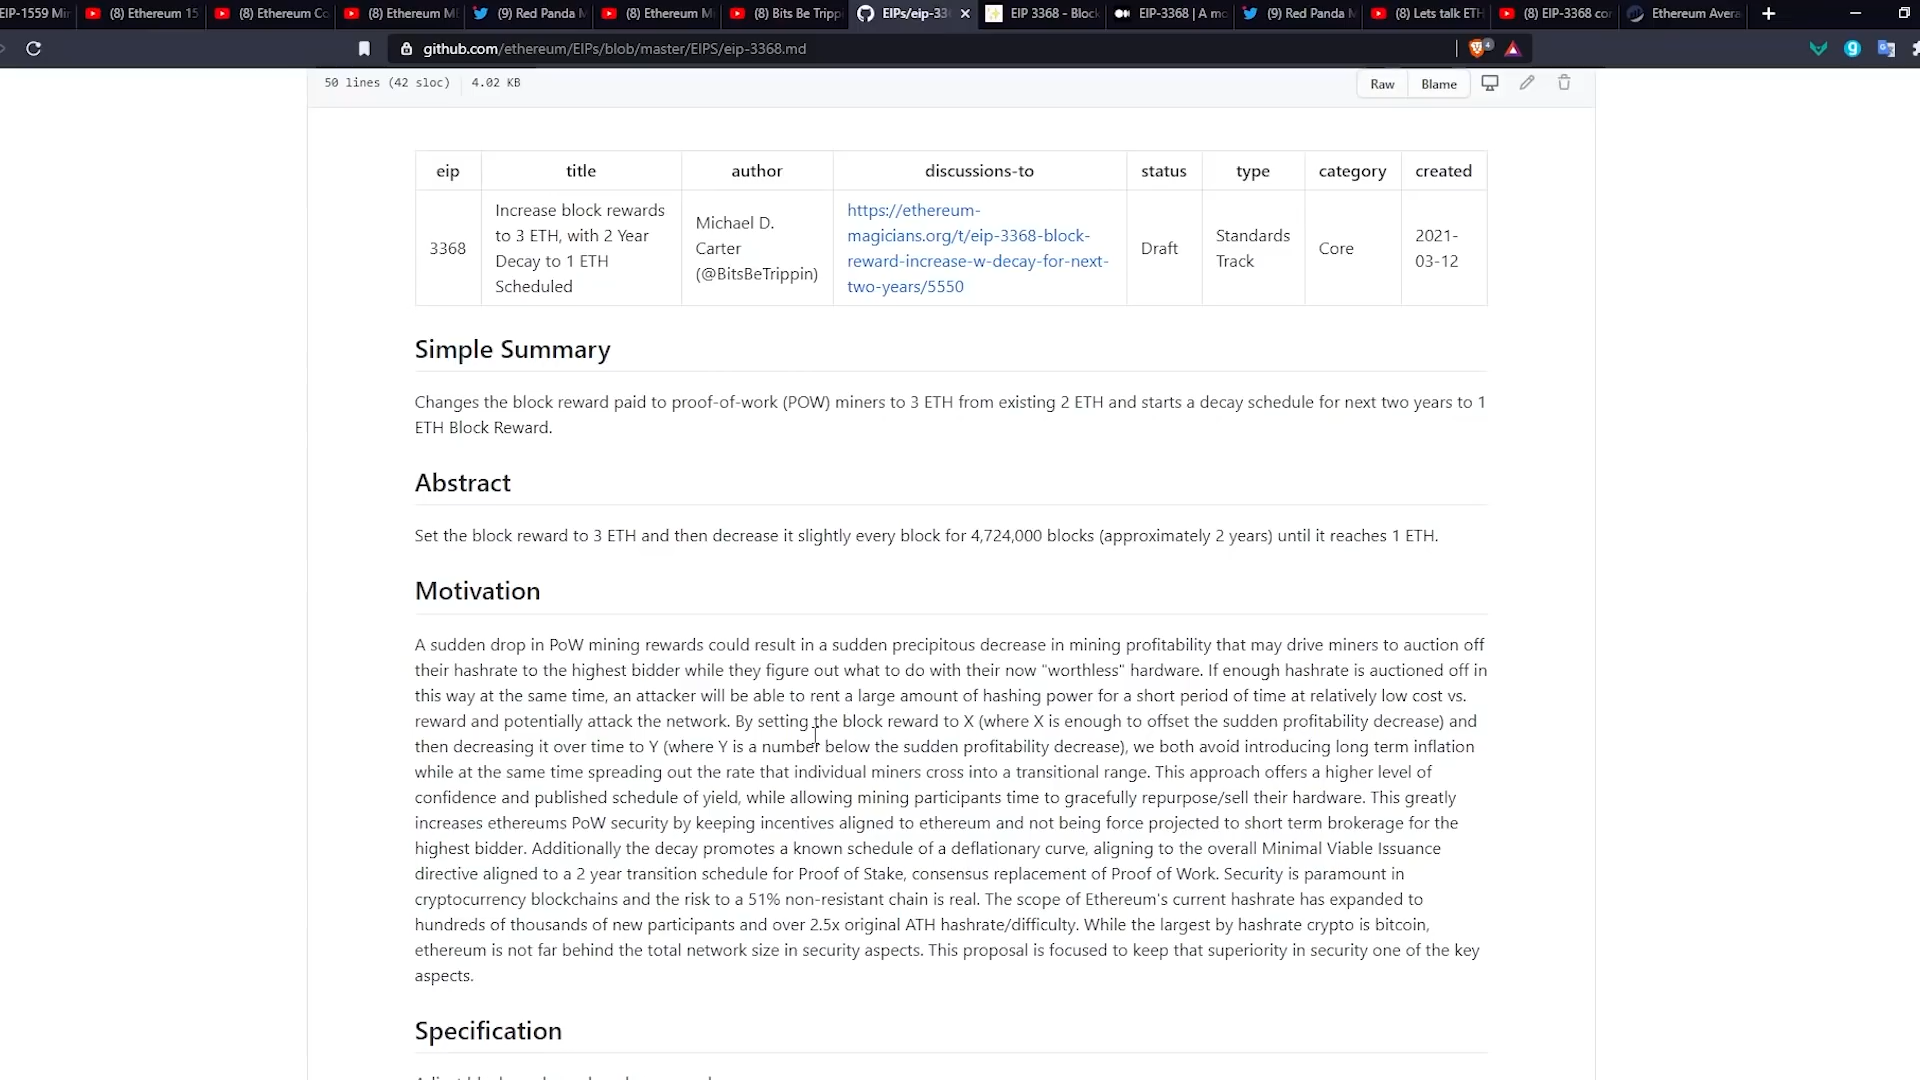 EIP-1559 Mi
(8) Ethereum 15
(8) Ethereum Co
(8) Ethereum M
(9) Red Panda M
(8) Ethereum Mi
(8) Bits Be Tripp
EIPs/eip-33
EIP 3368 - Block
EIP-3368 | A mo
(9) Red Panda M
(8) Lets talk ETH
(8) EIP-3368 co
Ethereum Avera
github.com/ethereum/EIPs/blob/master/EIPS/eip-3368.md
4
g
50 lines (42 sloc) 4.02 KB
Raw
Blame
eip title author discussions-to status type category created
3368
Increase block rewards
to 3 ETH, with 2 Year
Decay to 1 ETH
Scheduled
Michael D.
Carter
(@BitsBeTrippin)
https://ethereum-
magicians.org/t/eip-3368-block-
reward-increase-w-decay-for-next-
two-years/5550
Draft
Standards
Track
Core
2021-
03-12
Simple Summary
Changes the block reward paid to proof-of-work (POW) miners to 3 ETH from existing 2 ETH and starts a decay schedule for next two years to 1
ETH Block Reward.
Abstract
Set the block reward to 3 ETH and then decrease it slightly every block for 4,724,000 blocks (approximately 2 years) until it reaches 1 ETH.
Motivation
A sudden drop in PoW mining rewards could result in a sudden precipitous decrease in mining profitability that may drive miners to auction off
their hashrate to the highest bidder while they figure out what to do with their now "worthless" hardware. If enough hashrate is auctioned off in
this way at the same time, an attacker will be able to rent a large amount of hashing power for a short period of time at relatively low cost vs.
reward and potentially attack the network. By setting the block reward to X (where X is enough to offset the sudden profitability decrease) and
then decreasing it over time to Y (where Y is a number below the sudden profitability decrease), we both avoid introducing long term inflation
while at the same time spreading out the rate that individual miners cross into a transitional range. This approach offers a higher level of
confidence and published schedule of yield, while allowing mining participants time to gracefully repurpose/sell their hardware. This greatly
increases ethereums PoW security by keeping incentives aligned to ethereum and not being force projected to short term brokerage for the
highest bidder. Additionally the decay promotes a known schedule of a deflationary curve, aligning to the overall Minimal Viable Issuance
directive aligned to a 2 year transition schedule for Proof of Stake, consensus replacement of Proof of Work. Security is paramount in
cryptocurrency blockchains and the risk to a 51% non-resistant chain is real. The scope of Ethereum's current hashrate has expanded to
hundreds of thousands of new participants and over 2.5x original ATH hashrate/difficulty. While the largest by hashrate crypto is bitcoin,
ethereum is not far behind the total network size in security aspects. This proposal is focused to keep that superiority in security one of the key
aspects.
Specification